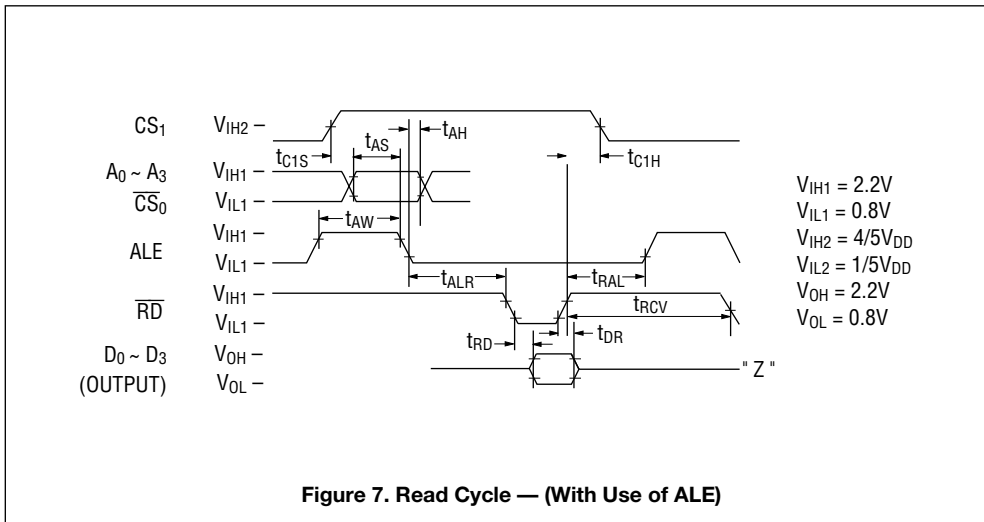 CS1 VIH2 –
tAH
tAS
tC1S
tC1H
A0 ~ A3 VIH1 –
CS0 VIL1 –
tAW
ALE VIH1 –
VIL1 –
tALR
tRAL
RD VIH1 –
VIL1 –
tRCV
tRD
tDR
D0 ~ D3 VOH –
(OUTPUT) VOL –
" Z "
VIH1 = 2.2V
VIL1 = 0.8V
VIH2 = 4/5VDD
VIL2 = 1/5VDD
VOH = 2.2V
VOL = 0.8V
Figure 7. Read Cycle — (With Use of ALE)